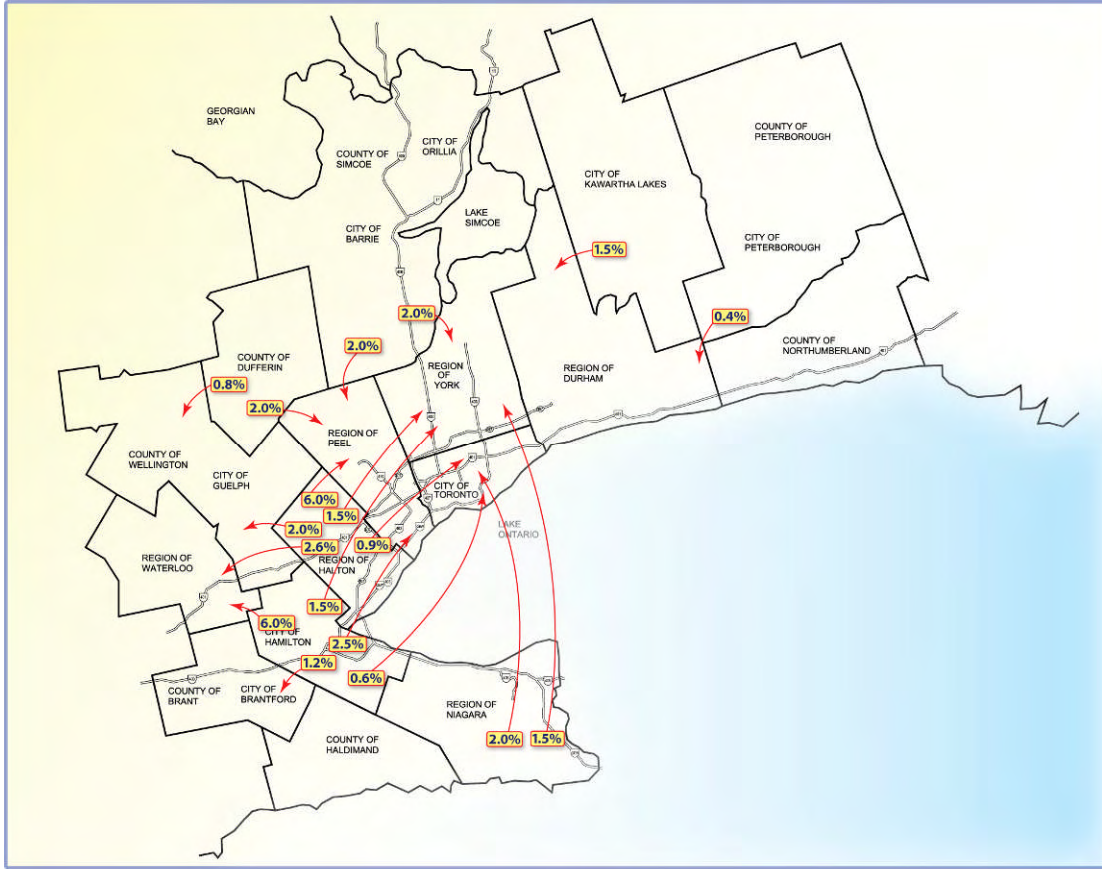 GEORGIAN
BAY
COUNTY OF
SIMCOE
CITY OF
ORILLIA
COUNTY OF
PETERBOROUGH
CITY OF
KAWARTHA LAKES
LAKE
SIMCOE
CITY OF
BARRIE
CITY OF
PETERBOROUGH
1.5%
2.0%
0.4%
2.0%
COUNTY OF
NORTHUMBERLAND
COUNTY OF
DUFFERIN
REGION
OF
YORK
REGION OF
DURHAM
0.8%
2.0%
REGION OF
PEEL
COUNTY OF
WELLINGTON
CITY OF
GUELPH
CITY OF
TORONTO
6.0%
1.5%
2.0%
LAKE
ONTARIO
2.6%
0.9%
REGION OF
WATERLOO
REGION OF
HALTON
1.5%
6.0%
CITY OF
HAMILTON
2.5%
1.2%
0.6%
COUNTY OF
BRANT
CITY OF
BRANTFORD
REGION OF
NIAGARA
2.0%
1.5%
COUNTY OF
HALDIMAND